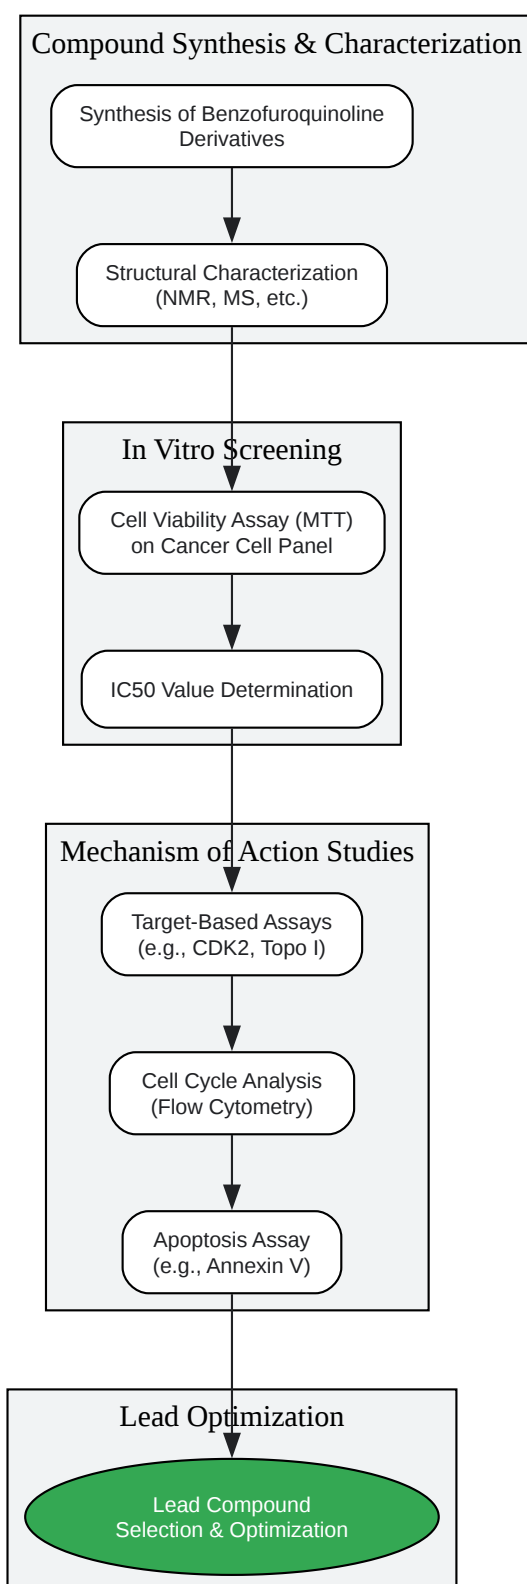 Compound Synthesis & Characterization
Synthesis of Benzofuroquinoline
Derivatives
Structural Characterization
(NMR, MS, etc.)
In Vitro Screening
Cell Viability Assay (MTT)
on Cancer Cell Panel
IC50 Value Determination
Mechanism of Action Studies
Target-Based Assays
(e.g., CDK2, Topo I)
Cell Cycle Analysis
(Flow Cytometry)
Apoptosis Assay
(e.g., Annexin V)
Lead Optimization
Lead Compound
Selection & Optimization